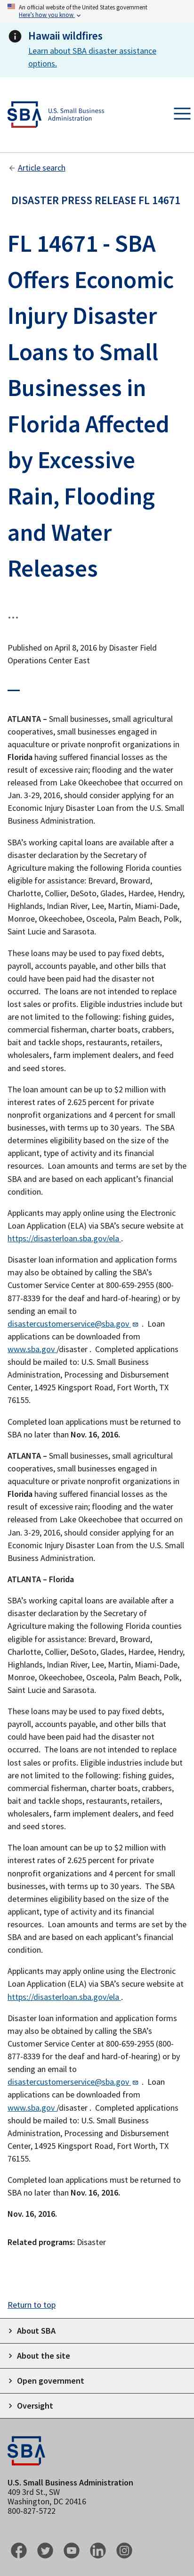 An official website of the United States government
Here's how you know
Hawaii wildfires
Learn about SBA disaster assistance
options.
SBA
U.S. Small Business
Administration
Article search
DISASTER PRESS RELEASE FL 14671
FL 14671 - SBA
Offers Economic
Injury Disaster
Loans to Small
Businesses in
Florida Affected
by Excessive
Rain, Flooding
and Water
Releases
...
Published on April 8, 2016 by Disaster Field
Operations Center East
ATLANTA – Small businesses, small agricultural
cooperatives, small businesses engaged in
aquaculture or private nonprofit organizations in
Florida who suffered financial losses as the
result of excessive rain; flooding and the water
released from Lake Okeechobee that occurred on
Jan. 3-29, 2016, should consider applying for an
Economic Injury Disaster Loan from the U.S. Small
Business Administration.
SBA's working capital loans are available after a
disaster declaration by the Secretary of
Agriculture making the following Florida counties
eligible for assistance: Brevard, Broward,
Charlotte, Collier, DeSoto, Glades, Hardee, Hendry,
Highlands, Indian River, Lee, Martin, Miami-Dade,
Monroe, Okeechobee, Osceola, Palm Beach, Polk,
Saint Lucie and Sarasota.
These loans may be used to pay fixed debts,
payroll, accounts payable, and other bills that
could have been paid had the disaster not
occurred. The loans are not intended to replace
lost sales or profits. Eligible industries include but
are not limited to the following: fishing guides,
commercial fisherman, charter boats, crabbers,
bait and tackle shops, restaurants, retailers,
wholesalers, farm implement dealers, and feed
and seed stores.
The loan amount can be up to $2 million with
interest rates of 2.625 percent for private
nonprofit organizations and 4 percent for small
businesses, with terms up to 30 years. The SBA
determines eligibility based on the size of the
applicant, type of activity and its financial
resources. Loan amounts and terms are set by the
SBA and are based on each applicant's financial
condition.
Applicants may apply online using the Electronic
Loan Application (ELA) via SBA's secure website at
https://disasterloan.sba.gov/ela .
Disaster loan information and application forms
may also be obtained by calling the SBA's
Customer Service Center at 800-659-2955 (800-
877-8339 for the deaf and hard-of-hearing) or by
sending an email to
disastercustomerservice@sba.gov . Loan
applications can be downloaded from
www.sba.gov /disaster . Completed applications
should be mailed to: U.S. Small Business
Administration, Processing and Disbursement
Center, 14925 Kingsport Road, Fort Worth, TX
76155.
Completed loan applications must be returned to
SBA no later than Nov. 16, 2016.
ATLANTA – Small businesses, small agricultural
cooperatives, small businesses engaged in
aquaculture or private nonprofit organizations in
Florida who suffered financial losses as the
result of excessive rain; flooding and the water
released from Lake Okeechobee that occurred on
Jan. 3-29, 2016, should consider applying for an
Economic Injury Disaster Loan from the U.S. Small
Business Administration.
ATLANTA – Florida
SBA's working capital loans are available after a
disaster declaration by the Secretary of
Agriculture making the following Florida counties
eligible for assistance: Brevard, Broward,
Charlotte, Collier, DeSoto, Glades, Hardee, Hendry,
Highlands, Indian River, Lee, Martin, Miami-Dade,
Monroe, Okeechobee, Osceola, Palm Beach, Polk,
Saint Lucie and Sarasota.
These loans may be used to pay fixed debts,
payroll, accounts payable, and other bills that
could have been paid had the disaster not
occurred. The loans are not intended to replace
lost sales or profits. Eligible industries include but
are not limited to the following: fishing guides,
commercial fisherman, charter boats, crabbers,
bait and tackle shops, restaurants, retailers,
wholesalers, farm implement dealers, and feed
and seed stores.
The loan amount can be up to $2 million with
interest rates of 2.625 percent for private
nonprofit organizations and 4 percent for small
businesses, with terms up to 30 years. The SBA
determines eligibility based on the size of the
applicant, type of activity and its financial
resources. Loan amounts and terms are set by the
SBA and are based on each applicant's financial
condition.
Applicants may apply online using the Electronic
Loan Application (ELA) via SBA's secure website at
https://disasterloan.sba.gov/ela .
Disaster loan information and application forms
may also be obtained by calling the SBA's
Customer Service Center at 800-659-2955 (800-
877-8339 for the deaf and hard-of-hearing) or by
sending an email to
disastercustomerservice@sba.gov . Loan
applications can be downloaded from
www.sba.gov /disaster . Completed applications
should be mailed to: U.S. Small Business
Administration, Processing and Disbursement
Center, 14925 Kingsport Road, Fort Worth, TX
76155.
Completed loan applications must be returned to
SBA no later than Nov. 16, 2016.
Nov. 16, 2016.
Related programs: Disaster
Return to top
About SBA
About the site
Open government
Oversight
SBA
U.S. Small Business Administration
409 3rd St., SW
Washington, DC 20416
800-827-5722